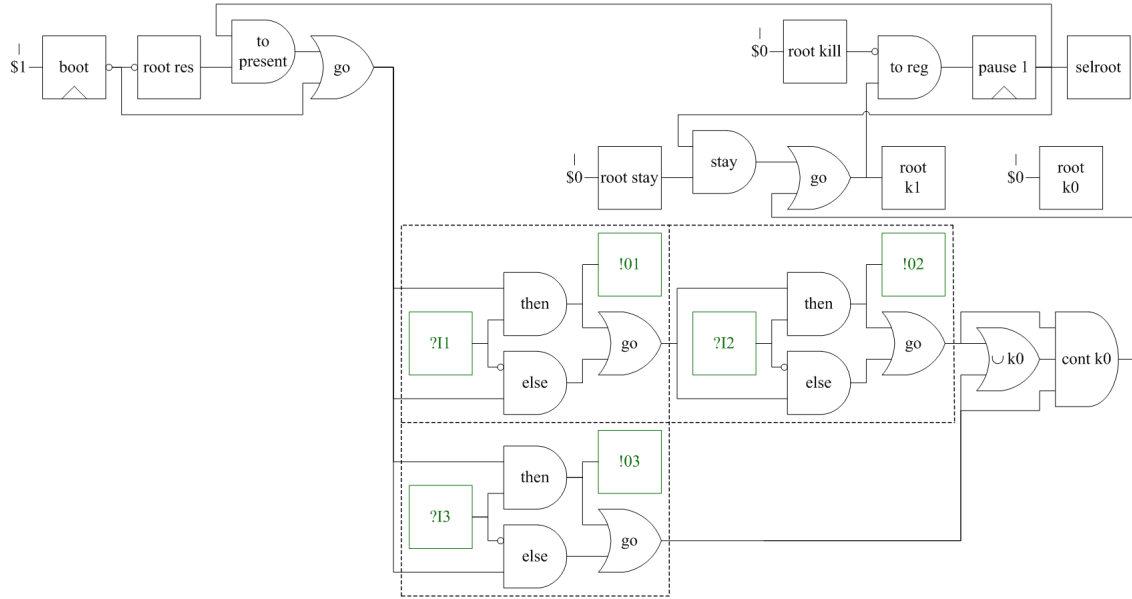 $1
boot
root res
to
present
go
$0
root kill
to reg
pause 1
selroot
$0
root stay
stay
go
root
k1
$0
root
k0
?I1
then
else
!01
go
?I2
then
else
!02
go
∪ k0
cont k0
?I3
then
else
!03
go